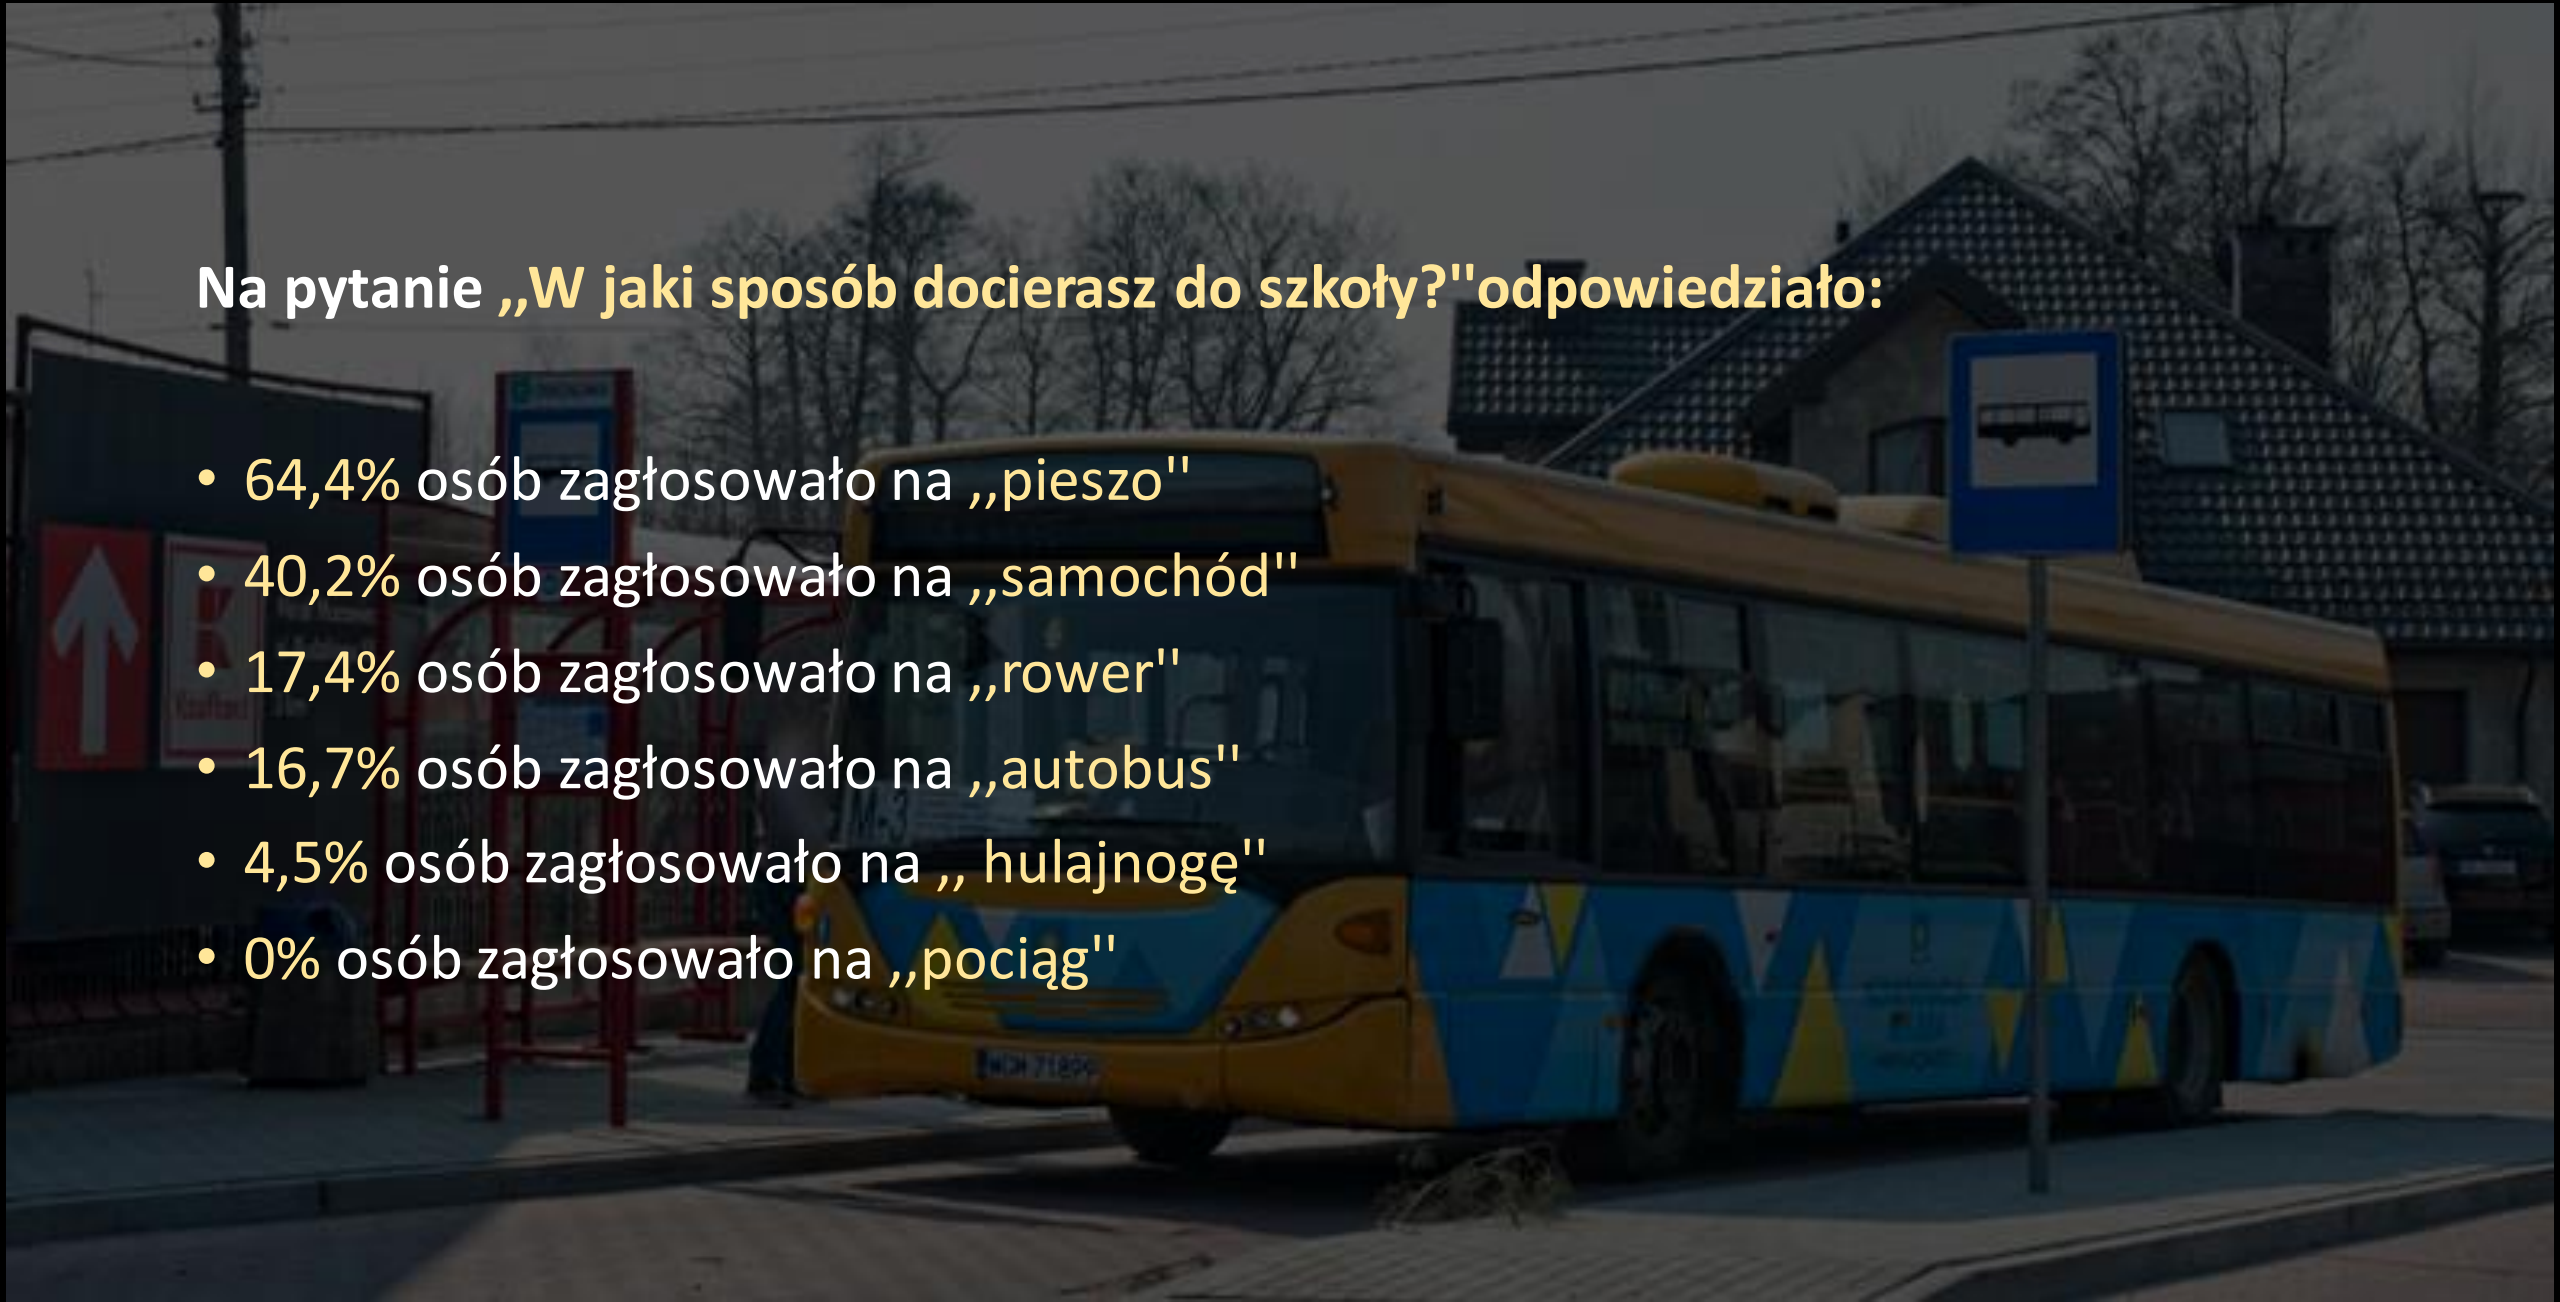 Na pytanie ,,W jaki sposób docierasz do szkoły?"odpowiedziało:
• 64,4% osób zagłosowało na ,,pieszo"
• 40,2% osób zagłosowało na ,,samochód"
• 17,4% osób zagłosowało na ,,rower"
• 16,7% osób zagłosowało na ,,autobus"
• 4,5% osób zagłosowało na ,, hulajnogę"
• 0% osób zagłosowało na ,,pociąg"